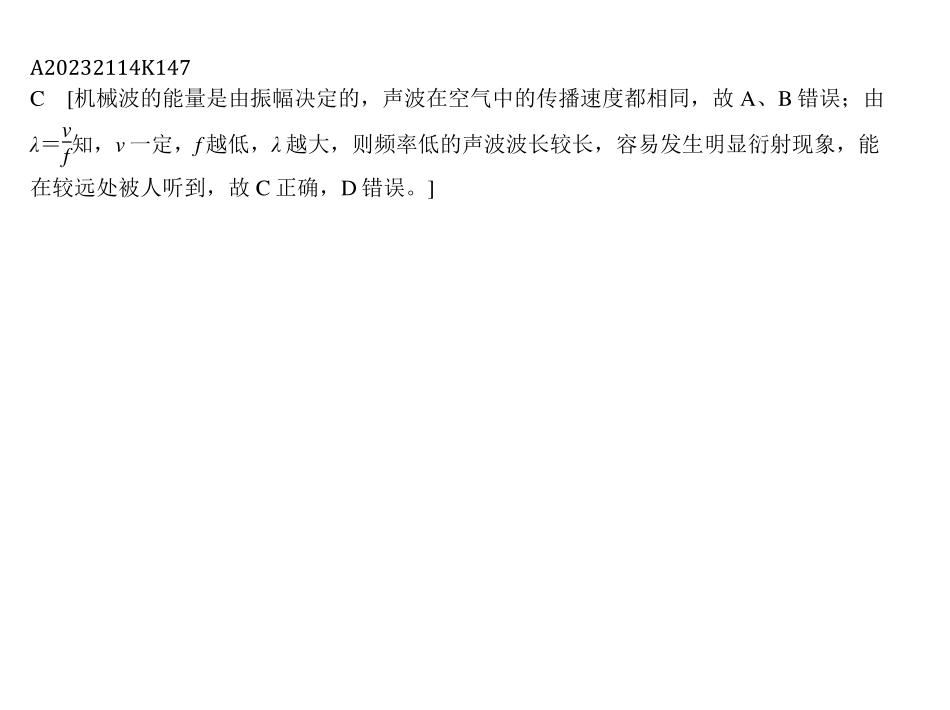 A20232114K147
C [机械波的能量是由振幅决定的，声波在空气中的传播速度都相同，故 A、B 错误；由
λ＝v/f知，v 一定，f 越低，λ 越大，则频率低的声波波长较长，容易发生明显衍射现象，能
在较远处被人听到，故 C 正确，D 错误。]